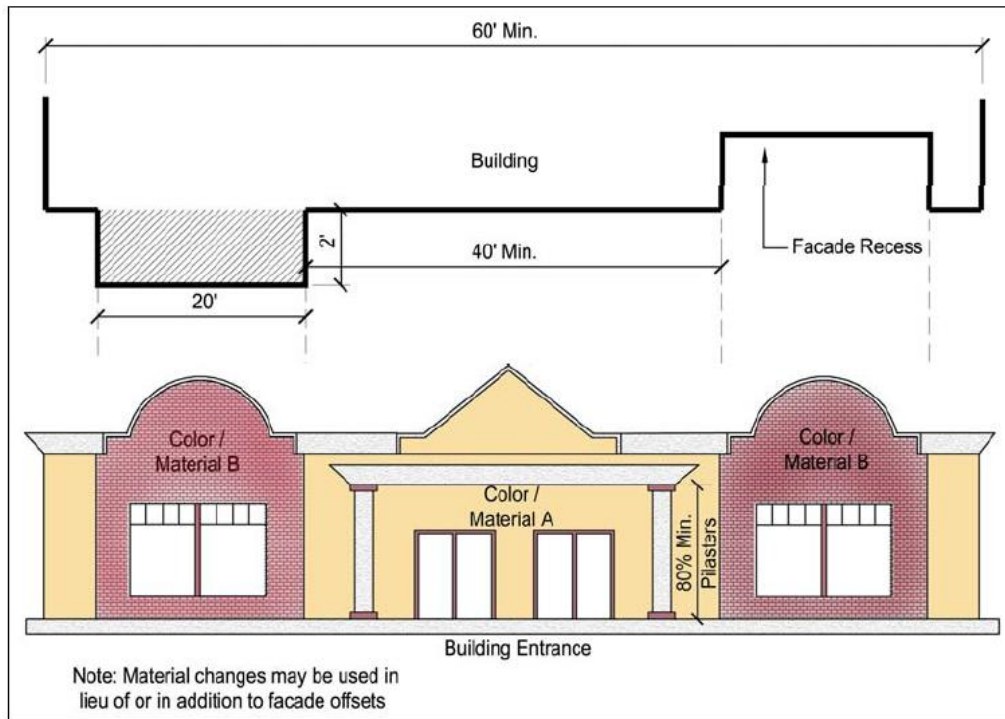 60' Min.
Building
2'
Facade Recess
40' Min.
20'
Color /
Material B
Color /
Material B
Color /
Material A
80% Min.
Pilasters
Building Entrance
Note: Material changes may be used in
lieu of or in addition to facade offsets